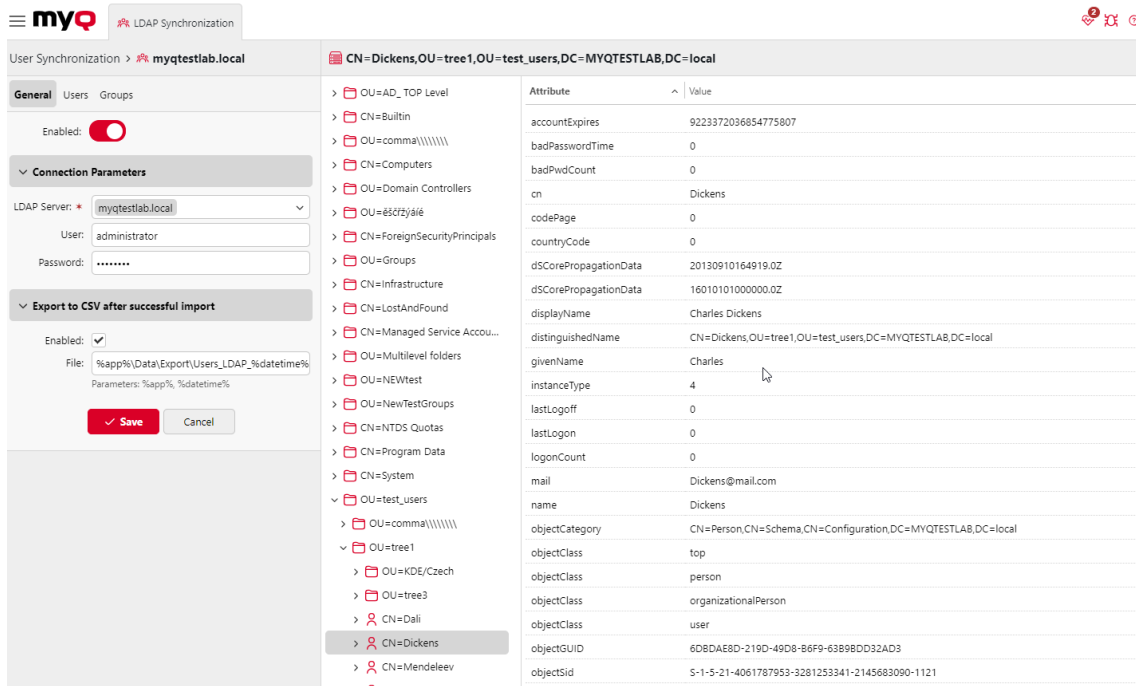 myQ
LDAP Synchronization
2
User Synchronization > myqtestlab.local
General Users Groups
Enabled:
Connection Parameters
LDAP Server: * myqtestlab.local
User: administrator
Password: ••••••••
Export to CSV after successful import
Enabled:
File: %app%\Data\Export\Users_LDAP_%datetime%
Parameters: %app%, %datetime%
Save Cancel
CN=Dickens,OU=tree1,OU=test_users,DC=MYQTESTLAB,DC=local
OU=AD_ TOP Level
CN=Builtin
OU=comma\\\\\\\\
CN=Computers
OU=Domain Controllers
OU=ěščřžýáíé
CN=ForeignSecurityPrincipals
OU=Groups
CN=Infrastructure
CN=LostAndFound
CN=Managed Service Accou...
OU=Multilevel folders
OU=NEWtest
OU=NewTestGroups
CN=NTDS Quotas
CN=Program Data
CN=System
OU=test_users
OU=comma\\\\\\\\
OU=tree1
OU=KDE/Czech
OU=tree3
CN=Dali
CN=Dickens
CN=Mendeleev
Attribute Value
accountExpires 9223372036854775807
badPasswordTime 0
badPwdCount 0
cn Dickens
codePage 0
countryCode 0
dSCorePropagationData 20130910164919.0Z
dSCorePropagationData 16010101000000.0Z
displayName Charles Dickens
distinguishedName CN=Dickens,OU=tree1,OU=test_users,DC=MYQTESTLAB,DC=local
givenName Charles
instanceType 4
lastLogoff 0
lastLogon 0
logonCount 0
mail Dickens@mail.com
name Dickens
objectCategory CN=Person,CN=Schema,CN=Configuration,DC=MYQTESTLAB,DC=local
objectClass top
objectClass person
objectClass organizationalPerson
objectClass user
objectGUID 6DBDAE8D-219D-49D8-B6F9-63B9BDD32AD3
objectSid S-1-5-21-4061787953-3281253341-2145683090-1121